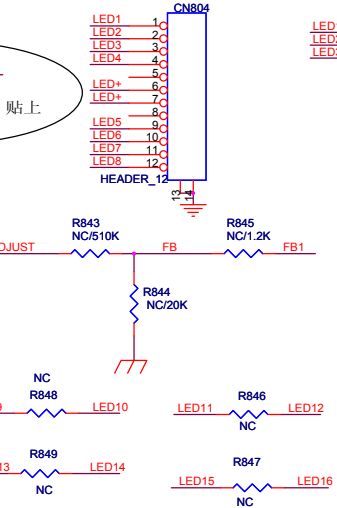 CN804
LED1 1
LED2 2
LED3 3
LED4 4
5
LED+ 6
LED+ 7
8
LED5 9
LED6 10
LED7 11
LED8 12
HEADER_12
13
14
贴上
R843
NC/510K
R845
NC/1.2K
DJUST
FB
FB1
R844
NC/20K
NC
R848
LED10
R846
LED11
LED12
NC
R849
13
LED14
NC
R847
LED15
LED16
NC